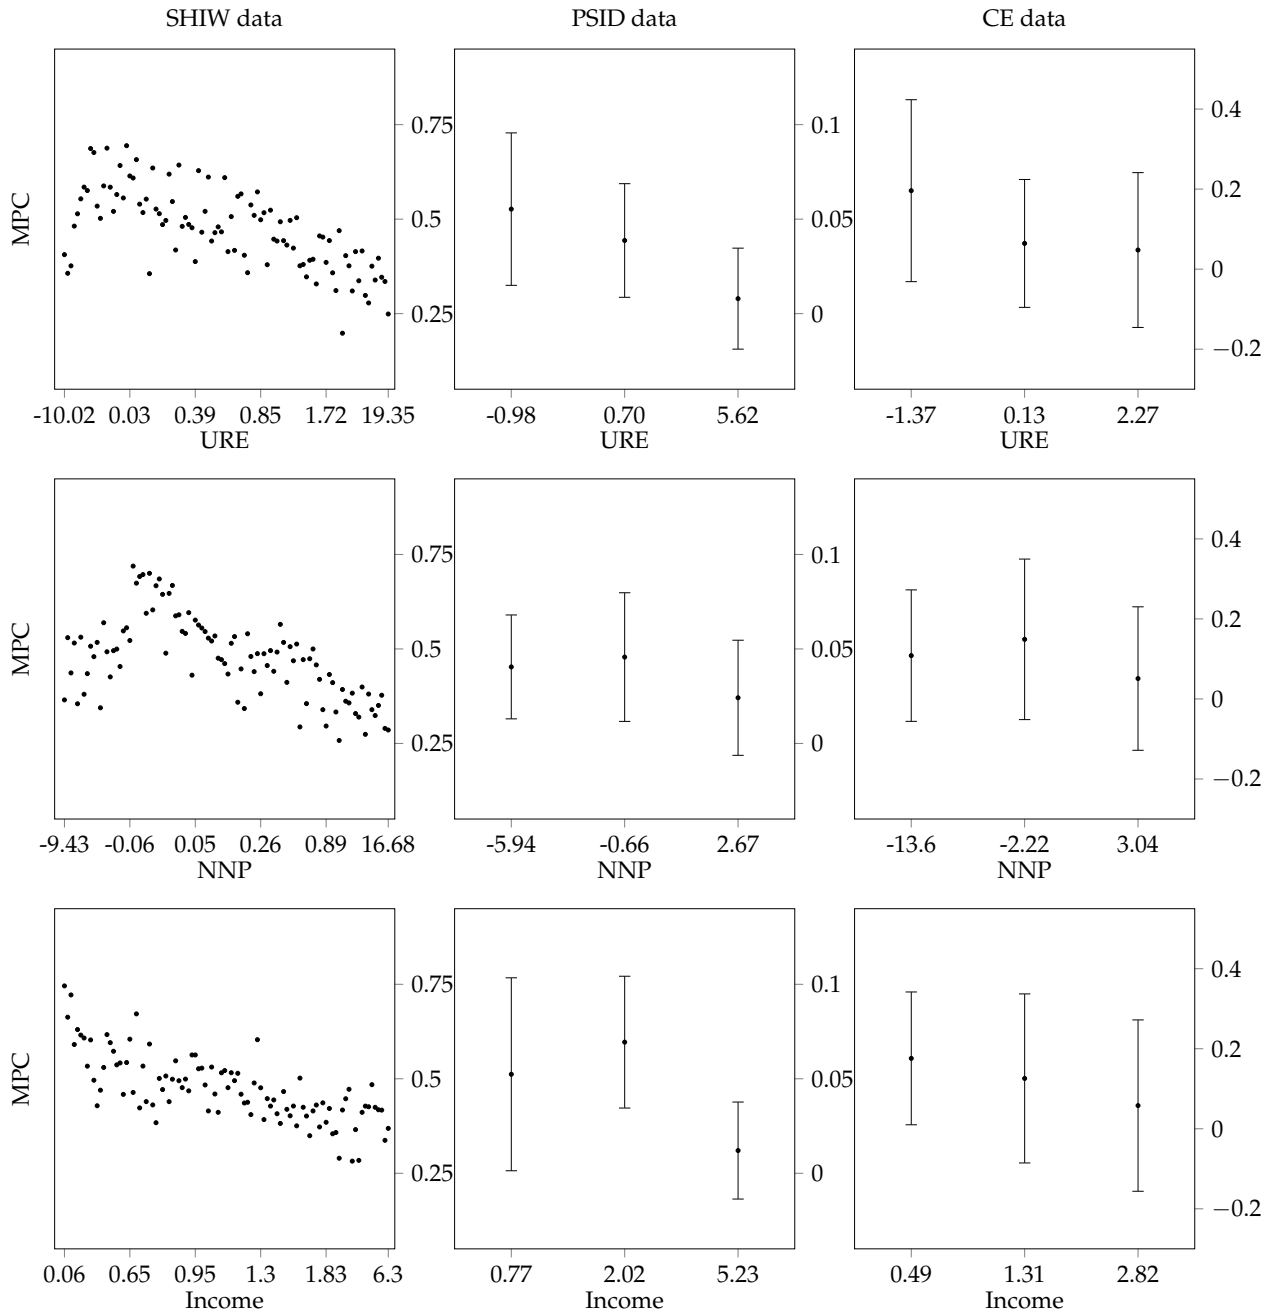 SHIW data PSID data CE data
0.75 0.1 0.4
MPC 0.5 0.05 0.2
0
0.25 0 −0.2
-10.02 0.03 0.39 0.85 1.72 19.35 -0.98 0.70 5.62 -1.37 0.13 2.27
URE URE URE
0.75 0.1 0.4
MPC 0.5 0.05 0.2
0
0.25 0 −0.2
-9.43 -0.06 0.05 0.26 0.89 16.68 -5.94 -0.66 2.67 -13.6 -2.22 3.04
NNP NNP NNP
0.75 0.1 0.4
MPC 0.5 0.05 0.2
0
0.25 0 −0.2
0.06 0.65 0.95 1.3 1.83 6.3 0.77 2.02 5.23 0.49 1.31 2.82
Income Income Income